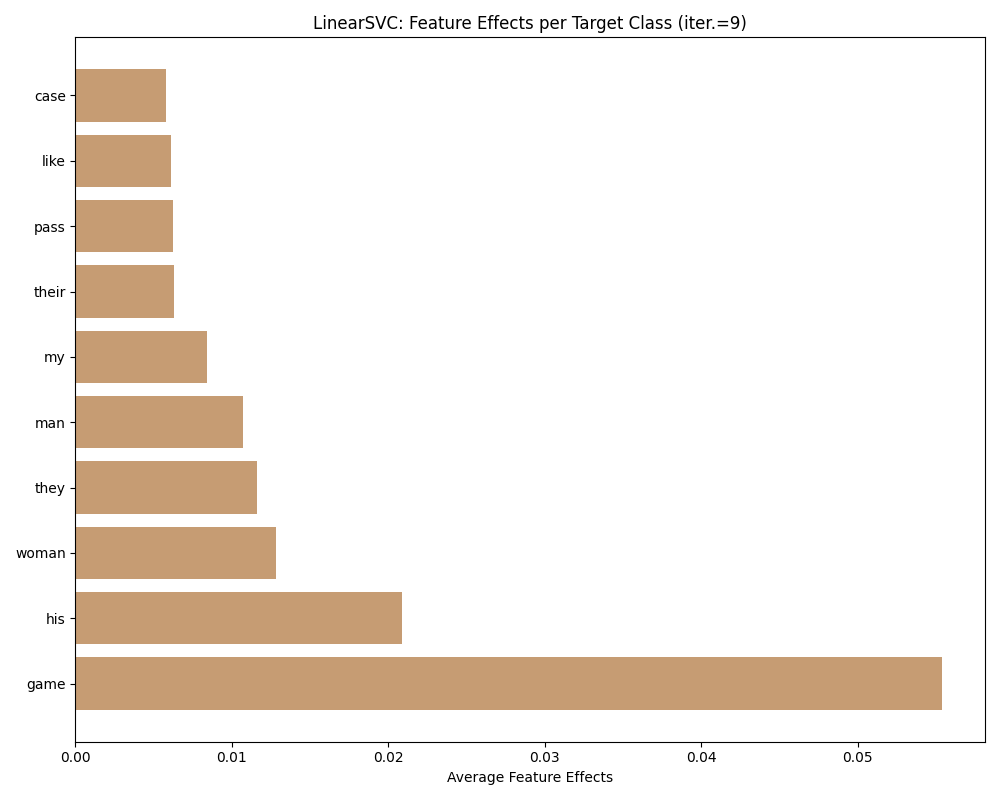 LinearSVC: Feature Effects per Target Class (iter.=9)
case
like
pass
their
my
man
they
woman
his
game
0.00 0.01 0.02 0.03 0.04 0.05
Average Feature Effects